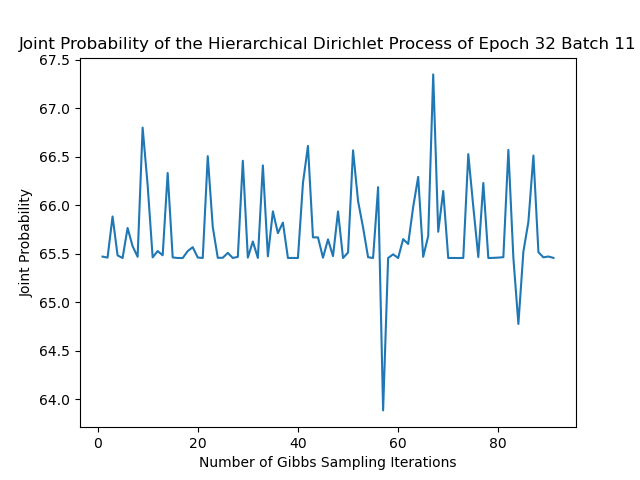 Joint Probability of the Hierarchical Dirichlet Process of Epoch 32 Batch 11
67.5
67.0
66.5
66.0
65.5
65.0
64.5
64.0
Joint Probability
0 20 40 60 80
Number of Gibbs Sampling Iterations